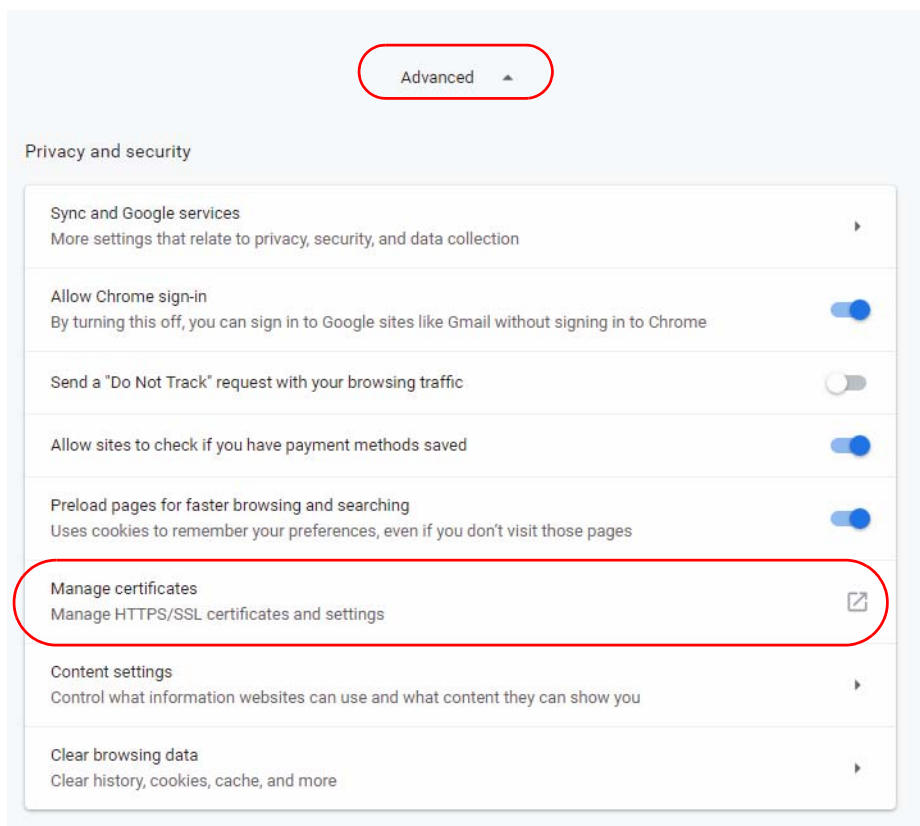 Advanced
Privacy and security
Sync and Google services
More settings that relate to privacy, security, and data collection
Allow Chrome sign-in
By turning this off, you can sign in to Google sites like Gmail without signing in to Chrome
Send a "Do Not Track" request with your browsing traffic
Allow sites to check if you have payment methods saved
Preload pages for faster browsing and searching
Uses cookies to remember your preferences, even if you don't visit those pages
Manage certificates
Manage HTTPS/SSL certificates and settings
Content settings
Control what information websites can use and what content they can show you
Clear browsing data
Clear history, cookies, cache, and more